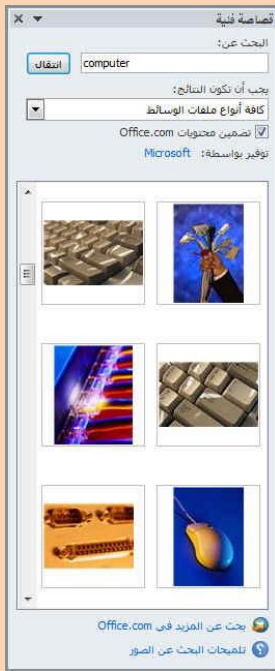 قصاصة فنية
البحث عن:
computer
انتقال
يجب أن تكون النتائج:
كافة أنواع ملفات الوسائط
تضمين محتويات Office.com
توفير بواسطة: Microsoft
بحث عن المزيد في Office.com
تلميحات البحث عن الصور